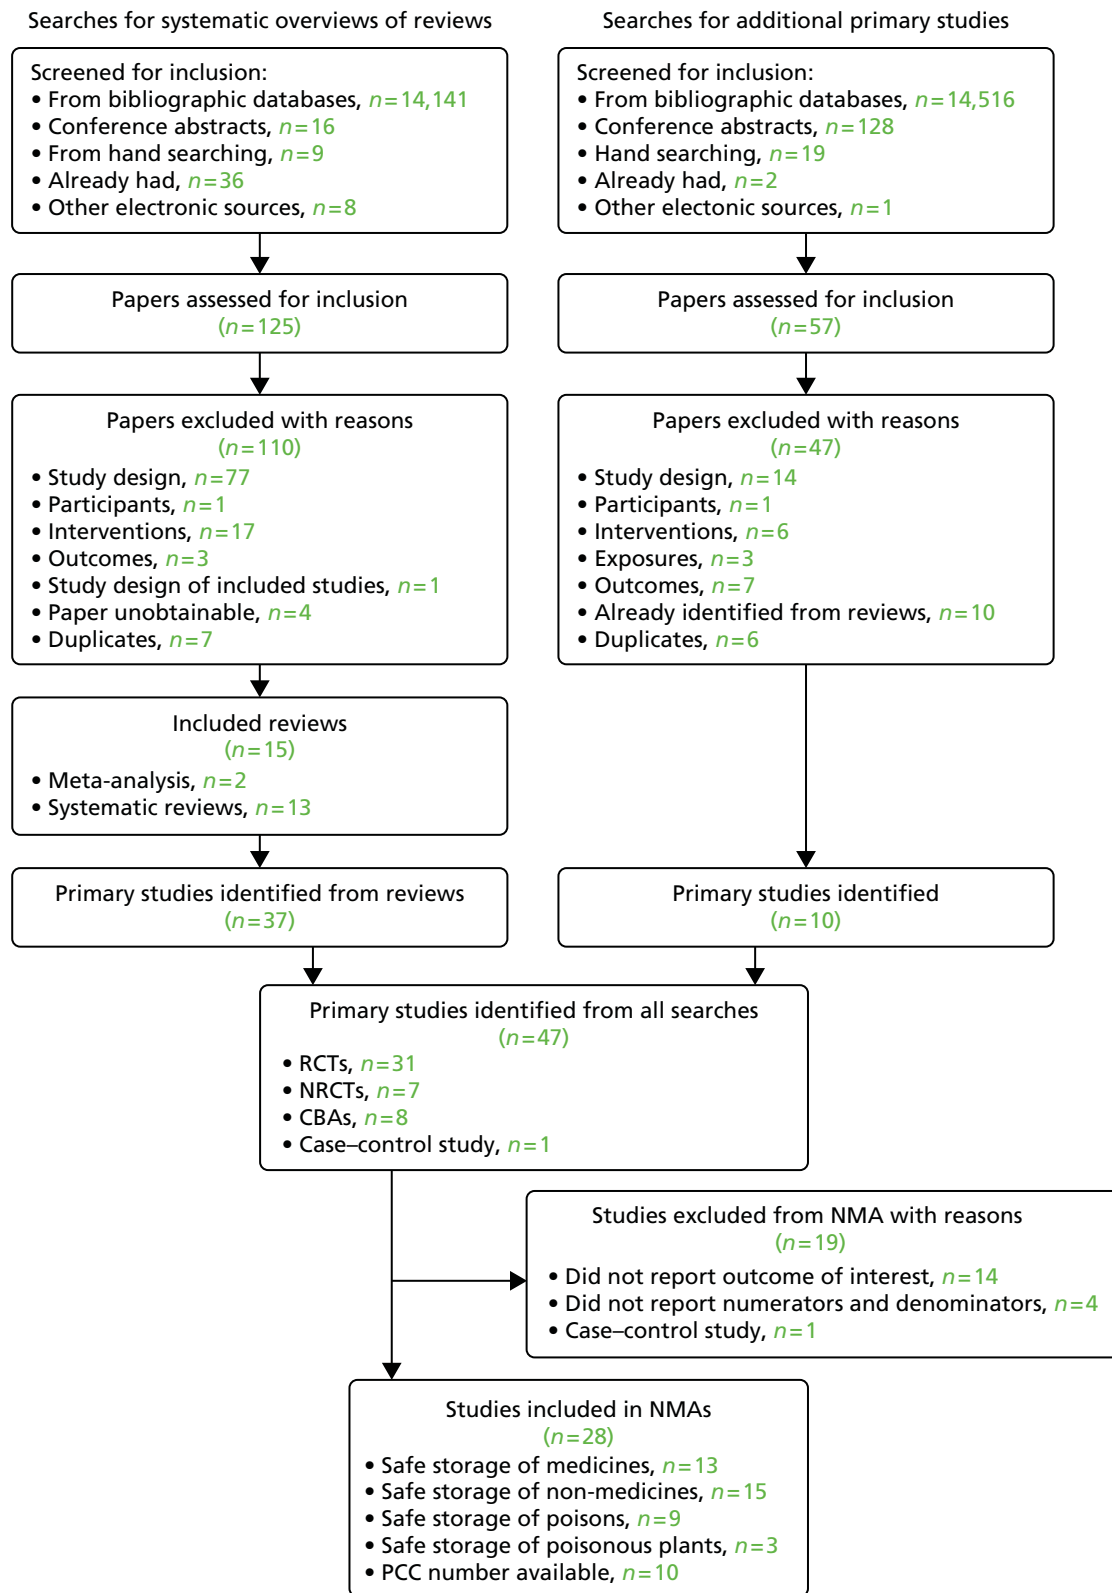 Searches for systematic overviews of reviews
Screened for inclusion:
• From bibliographic databases, n=14,141
• Conference abstracts, n=16
• From hand searching, n=9
• Already had, n=36
• Other electronic sources, n=8
Papers assessed for inclusion
(n=125)
Papers excluded with reasons
(n=110)
• Study design, n=77
• Participants, n=1
• Interventions, n=17
• Outcomes, n=3
• Study design of included studies, n=1
• Paper unobtainable, n=4
• Duplicates, n=7
Included reviews
(n=15)
• Meta-analysis, n=2
• Systematic reviews, n=13
Primary studies identified from reviews
(n=37)
Searches for additional primary studies
Screened for inclusion:
• From bibliographic databases, n=14,516
• Conference abstracts, n=128
• Hand searching, n=19
• Already had, n=2
• Other electonic sources, n=1
Papers assessed for inclusion
(n=57)
Papers excluded with reasons
(n=47)
• Study design, n=14
• Participants, n=1
• Interventions, n=6
• Exposures, n=3
• Outcomes, n=7
• Already identified from reviews, n=10
• Duplicates, n=6
Primary studies identified
(n=10)
Primary studies identified from all searches
(n=47)
• RCTs, n=31
• NRCTs, n=7
• CBAs, n=8
• Case–control study, n=1
Studies excluded from NMA with reasons
(n=19)
• Did not report outcome of interest, n=14
• Did not report numerators and denominators, n=4
• Case–control study, n=1
Studies included in NMAs
(n=28)
• Safe storage of medicines, n=13
• Safe storage of non-medicines, n=15
• Safe storage of poisons, n=9
• Safe storage of poisonous plants, n=3
• PCC number available, n=10